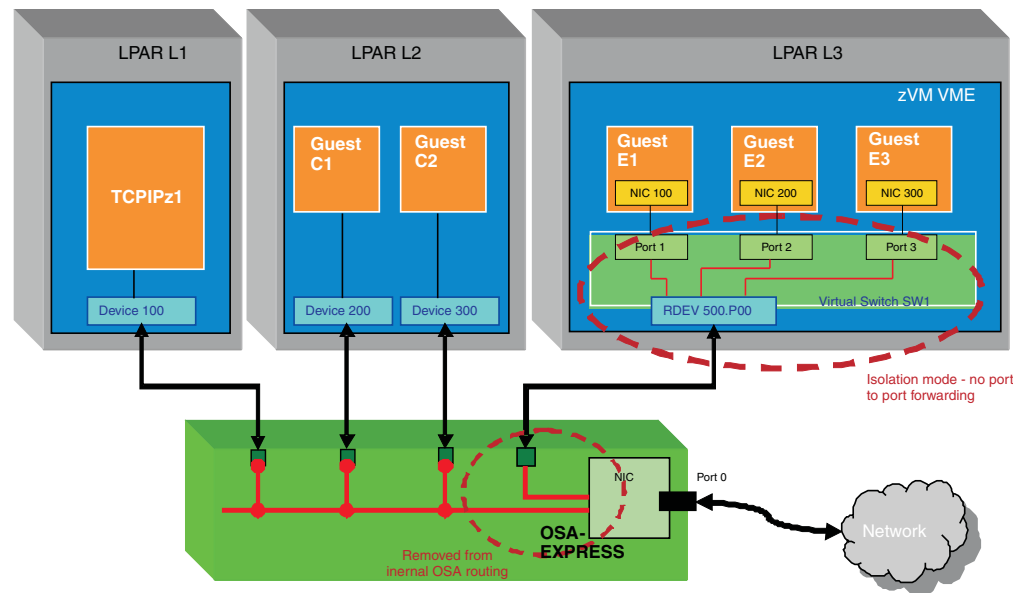 LPAR L1
LPAR L2
LPAR L3
zVM VME
TCPIPz1
Guest
C1
Guest
C2
Guest
E1
Guest
E2
Guest
E3
NIC 100
NIC 200
NIC 300
Port 1
Port 2
Port 3
Virtual Switch SW1
Device 100
Device 200
Device 300
RDEV 500.P00
Isolation mode - no port
to port forwarding
NIC
Port 0
OSA-
EXPRESS
Removed from
inernal OSA routing
Network